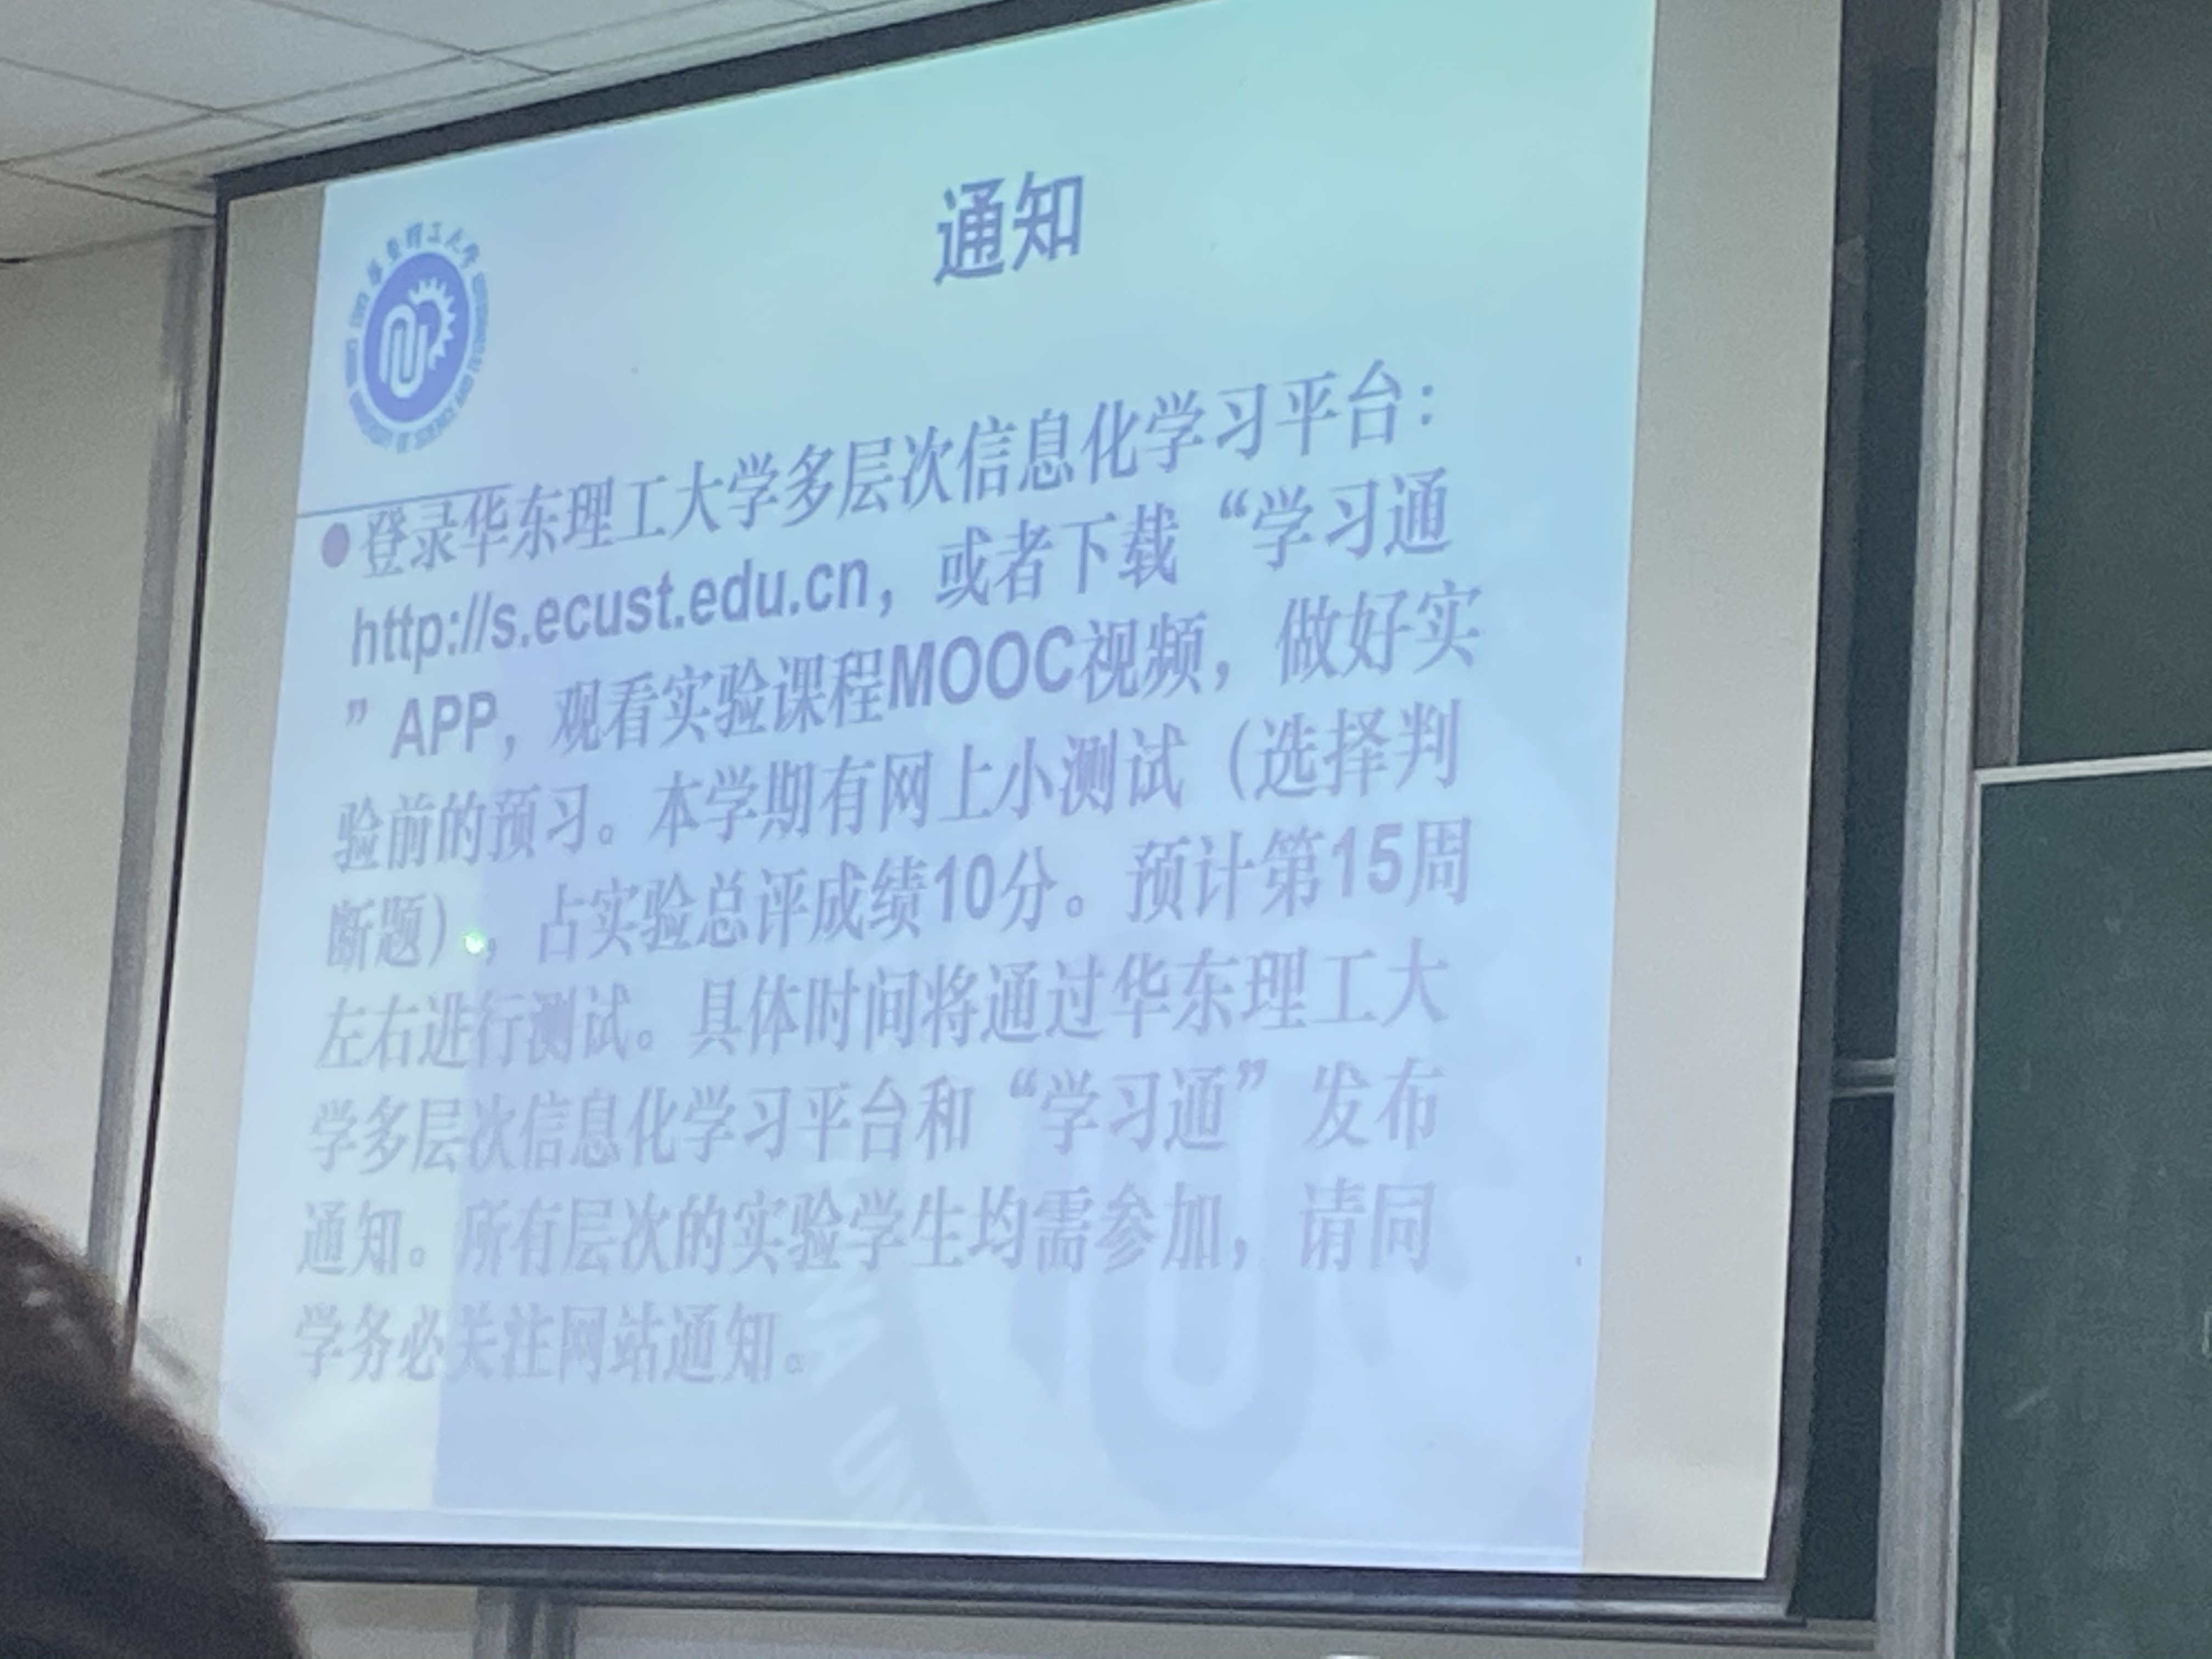 通知
华东理工大学
●登录华东理工大学多层次信息化学习平台：
http://s.ecust.edu.cn，或者下载“学习通
”APP，观看实验课程MOOC视频，做好实
验前的预习。本学期有网上小测试（选择判
断题），占实验总评成绩10分。预计第15周
左右进行测试。具体时间将通过华东理工大
学多层次信息化学习平台和“学习通”发布
通知。所有层次的实验学生均需参加，请同
学务必关注网站通知。